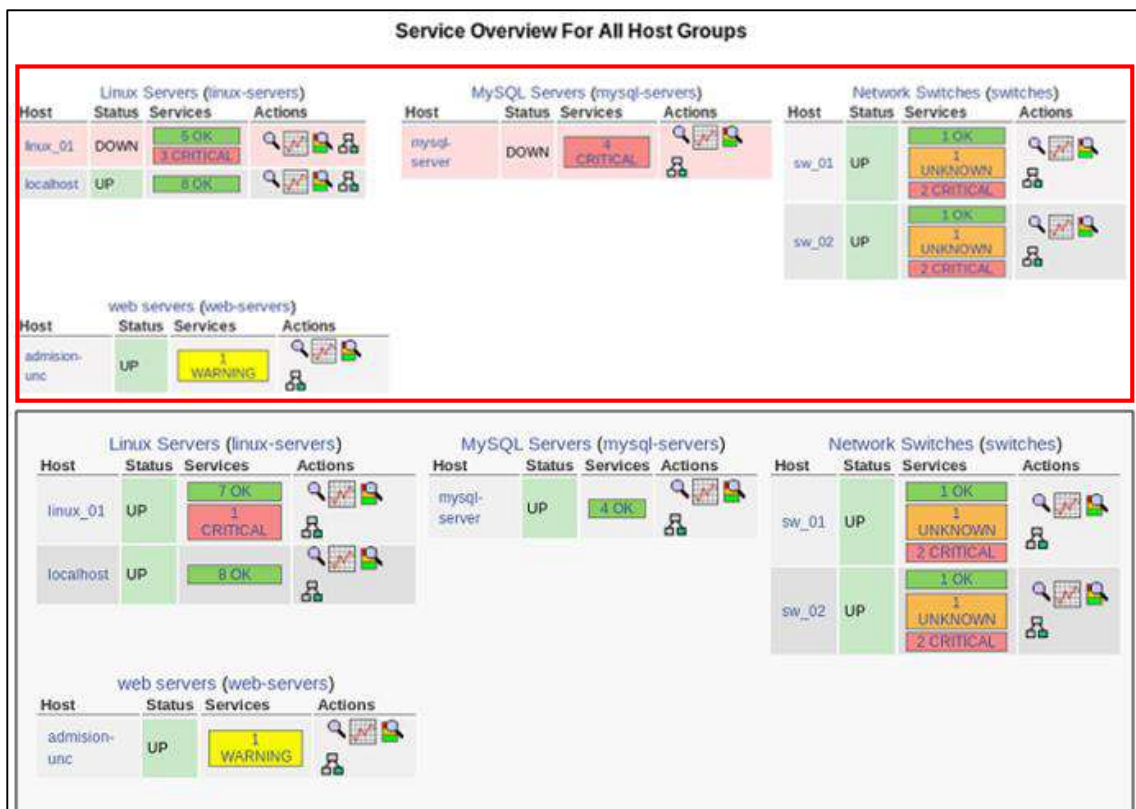 Service Overview For All Host Groups
Linux Servers (linux-servers)
Host Status Services Actions
linux_01 DOWN 5 OK
3 CRITICAL
localhost UP 8 OK
MySQL Servers (mysql-servers)
Host Status Services Actions
mysql-
server DOWN 4
CRITICAL
Network Switches (switches)
Host Status Services Actions
sw_01 UP 1 OK
1
UNKNOWN
2 CRITICAL
sw_02 UP 1 OK
1
UNKNOWN
2 CRITICAL
web servers (web-servers)
Host Status Services Actions
admision-
unc UP 1
WARNING
Linux Servers (linux-servers)
Host Status Services Actions
linux_01 UP 7 OK
1
CRITICAL
localhost UP 8 OK
MySQL Servers (mysql-servers)
Host Status Services Actions
mysql-
server UP 4 OK
Network Switches (switches)
Host Status Services Actions
sw_01 UP 1 OK
1
UNKNOWN
2 CRITICAL
sw_02 UP 1 OK
1
UNKNOWN
2 CRITICAL
web servers (web-servers)
Host Status Services Actions
admision-
unc UP 1
WARNING